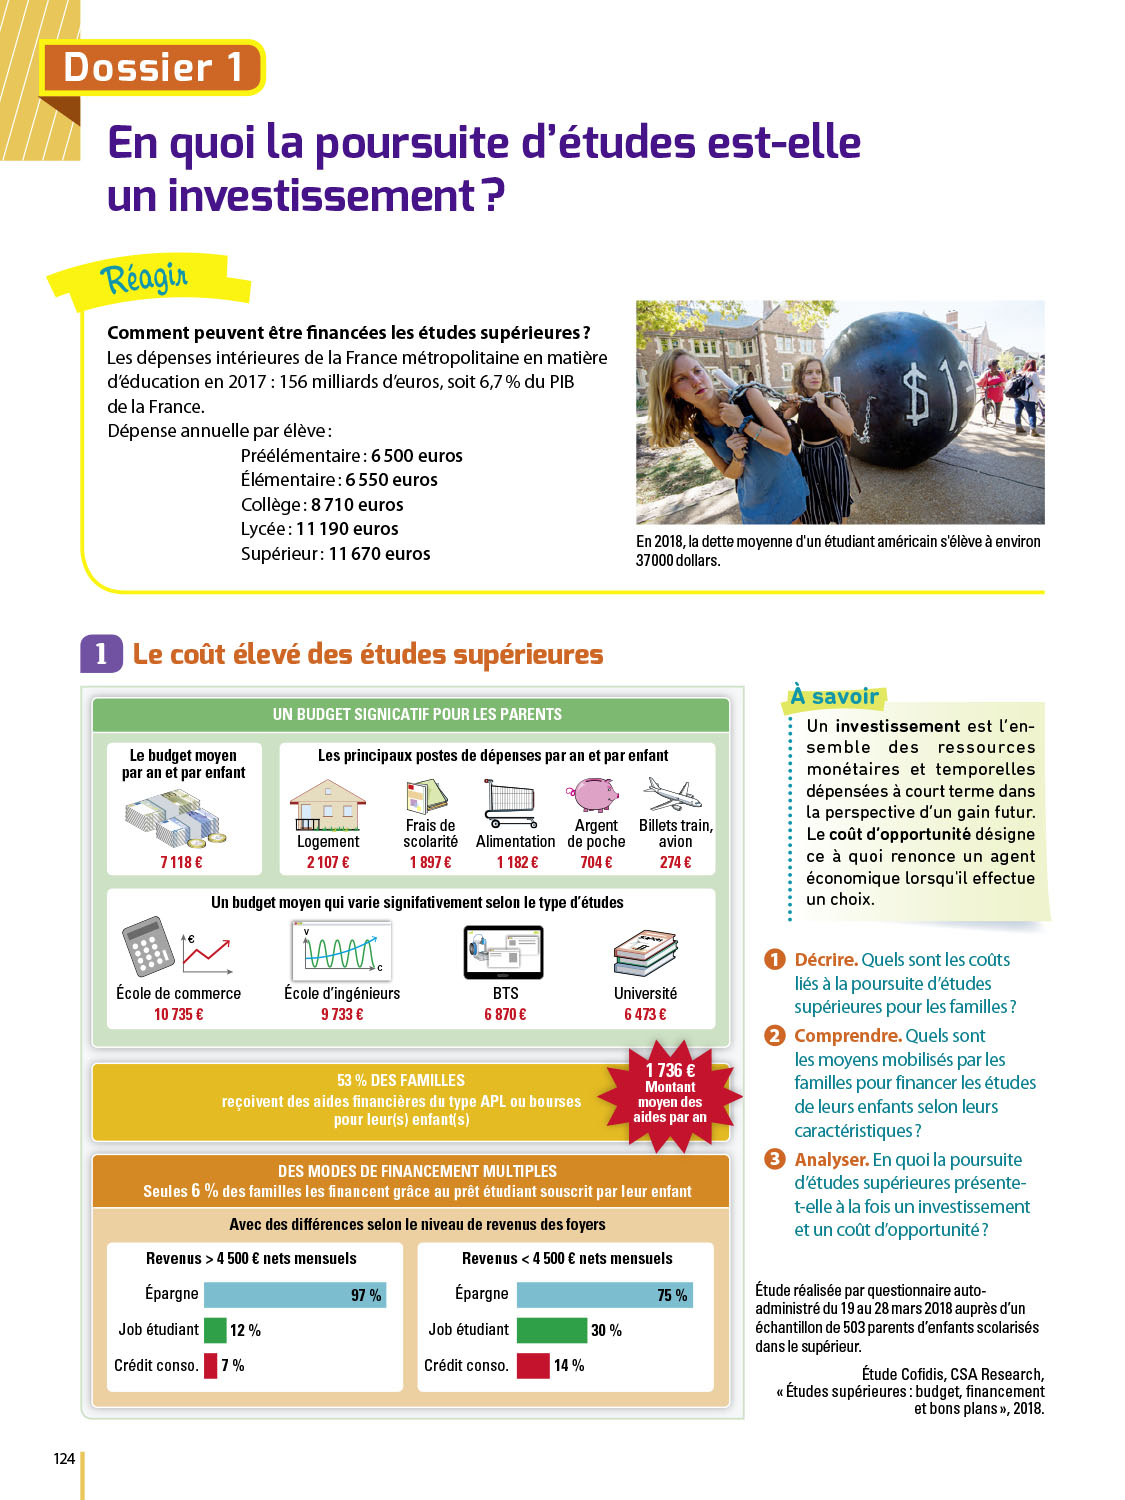 Dossier 1
En quoi la poursuite d'études est-elle
un investissement ?
Réagir
Comment peuvent être financées les études supérieures ?
Les dépenses intérieures de la France métropolitaine en matière
d'éducation en 2017 : 156 milliards d'euros, soit 6,7 % du PIB
de la France.
Dépense annuelle par élève :
Préélémentaire : 6 500 euros
Élémentaire : 6 550 euros
Collège : 8 710 euros
Lycée : 11 190 euros
Supérieur : 11 670 euros
$ 1
En 2018, la dette moyenne d'un étudiant américain s'élève à environ
37000 dollars.
1 Le coût élevé des études supérieures
UN BUDGET SIGNICATIF POUR LES PARENTS
Le budget moyen
par an et par enfant
7 118 €
Les principaux postes de dépenses par an et par enfant
Logement
2 107 €
Frais de
scolarité
1 897 €
Alimentation
1 182 €
Argent
de poche
704 €
Billets train,
avion
274 €
Un budget moyen qui varie signifativement selon le type d'études
€
École de commerce
10 735 €
V
C
École d'ingénieurs
9 733 €
BTS
6 870 €
Université
6 473 €
53 % DES FAMILLES
reçoivent des aides financières du type APL ou bourses
pour leur(s) enfant(s)
1 736 €
Montant
moyen des
aides par an
DES MODES DE FINANCEMENT MULTIPLES
Seules 6 % des familles les financent grâce au prêt étudiant souscrit par leur enfant
Avec des différences selon le niveau de revenus des foyers
Revenus > 4 500 € nets mensuels
Épargne 97 %
Job étudiant 12 %
Crédit conso. 7 %
Revenus < 4 500 € nets mensuels
Épargne 75 %
Job étudiant 30 %
Crédit conso. 14 %
À savoir
Un investissement est l'en-
semble des ressources
monétaires et temporelles
dépensées à court terme dans
la perspective d'un gain futur.
Le coût d'opportunité désigne
ce à quoi renonce un agent
économique lorsqu'il effectue
un choix.
1 Décrire. Quels sont les coûts
liés à la poursuite d'études
supérieures pour les familles ?
2 Comprendre. Quels sont
les moyens mobilisés par les
familles pour financer les études
de leurs enfants selon leurs
caractéristiques ?
3 Analyser. En quoi la poursuite
d'études supérieures présente-
t-elle à la fois un investissement
et un coût d'opportunité ?
Étude réalisée par questionnaire auto-
administré du 19 au 28 mars 2018 auprès d'un
échantillon de 503 parents d'enfants scolarisés
dans le supérieur.
Étude Cofidis, CSA Research,
« Études supérieures : budget, financement
et bons plans », 2018.
124